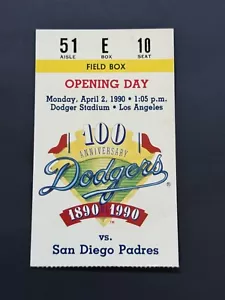 51 E 10
AISLE BOX SEAT
FIELD BOX
OPENING DAY
Monday, April 2, 1990 • 1:05 p.m.
Dodger Stadium • Los Angeles
100
ANNIVERSARY
Dodgers ®
1890 1990
TM
vs.
San Diego Padres